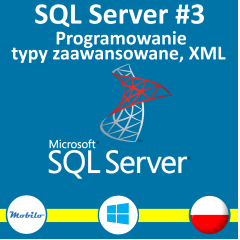 SQL Server #3
Programowanie
typy zaawansowane, XML
Microsoft
SQL Server
Mobilo